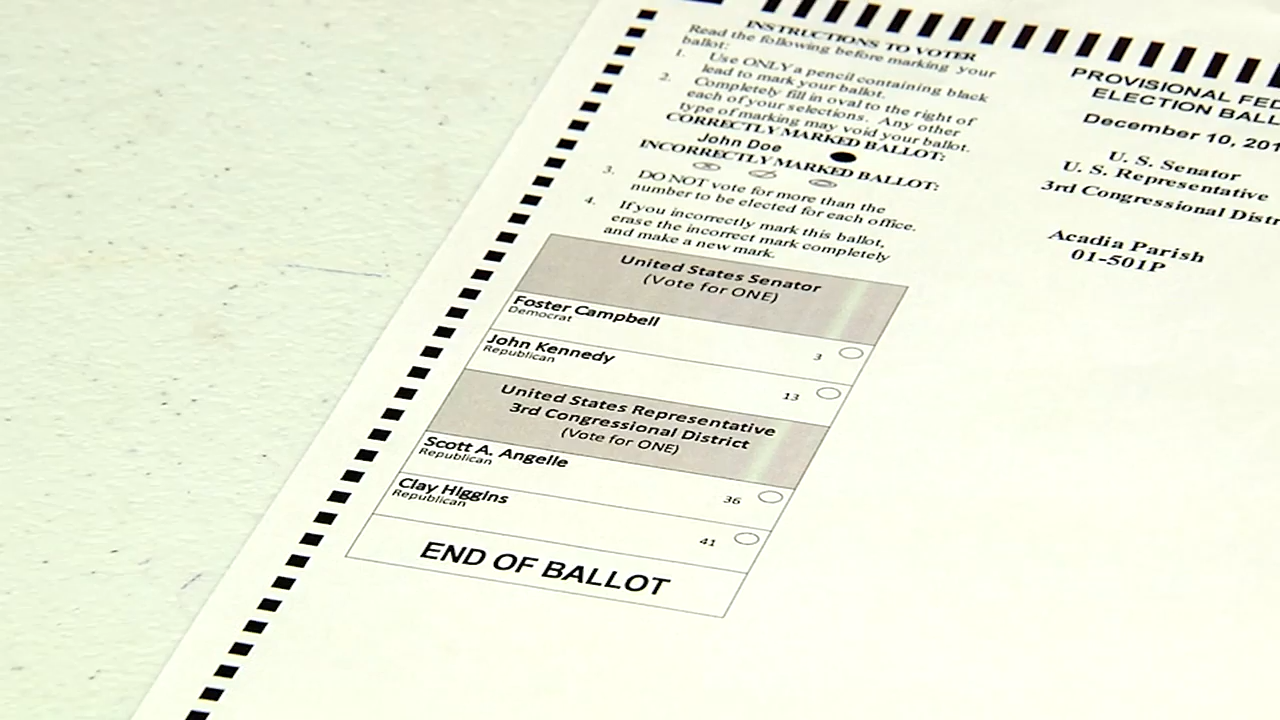 INSTRUCTIONS TO VOTER
Read the following before marking your
ballot:
1. Use ONLY a pencil containing black
lead to mark your ballot.
2. Completely fill in oval to the right of
each of your selections. Any other
type of marking may void your ballot.
CORRECTLY MARKED BALLOT:
John Doe
INCORRECTLY MARKED BALLOT:
3. DO NOT vote for more than the
number to be elected for each office.
4. If you incorrectly mark this ballot,
erase the incorrect mark completely
and make a new mark.
United States Senator
(Vote for ONE)
Foster Campbell
Democrat
3
John Kennedy
Republican
13
United States Representative
3rd Congressional District
(Vote for ONE)
Scott A. Angelle
Republican
36
Clay Higgins
Republican
41
END OF BALLOT
PROVISIONAL FED
ELECTION BALL
December 10, 201
U. S. Senator
U. S. Representative
3rd Congressional Distr
Acadia Parish
01-501P